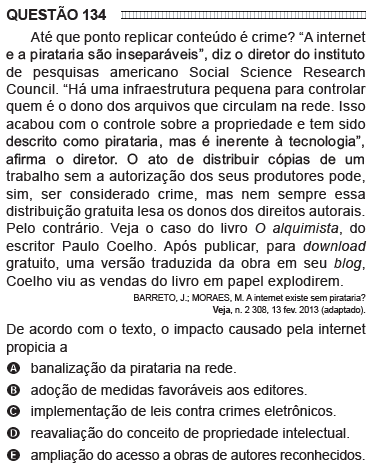 QUESTÃO 134
Até que ponto replicar conteúdo é crime? “A internet
e a pirataria são inseparáveis”, diz o diretor do instituto
de pesquisas americano Social Science Research
Council. “Há uma infraestrutura pequena para controlar
quem é o dono dos arquivos que circulam na rede. Isso
acabou com o controle sobre a propriedade e tem sido
descrito como pirataria, mas é inerente à tecnologia”,
afirma o diretor. O ato de distribuir cópias de um
trabalho sem a autorização dos seus produtores pode,
sim, ser considerado crime, mas nem sempre essa
distribuição gratuita lesa os donos dos direitos autorais.
Pelo contrário. Veja o caso do livro O alquimista, do
escritor Paulo Coelho. Após publicar, para download
gratuito, uma versão traduzida da obra em seu blog,
Coelho viu as vendas do livro em papel explodirem.
BARRETO, J.; MORAES, M. A internet existe sem pirataria?
Veja, n. 2 308, 13 fev. 2013 (adaptado).
De acordo com o texto, o impacto causado pela internet
propicia a
A banalização da pirataria na rede.
B adoção de medidas favoráveis aos editores.
C implementação de leis contra crimes eletrônicos.
D reavaliação do conceito de propriedade intelectual.
E ampliação do acesso a obras de autores reconhecidos.